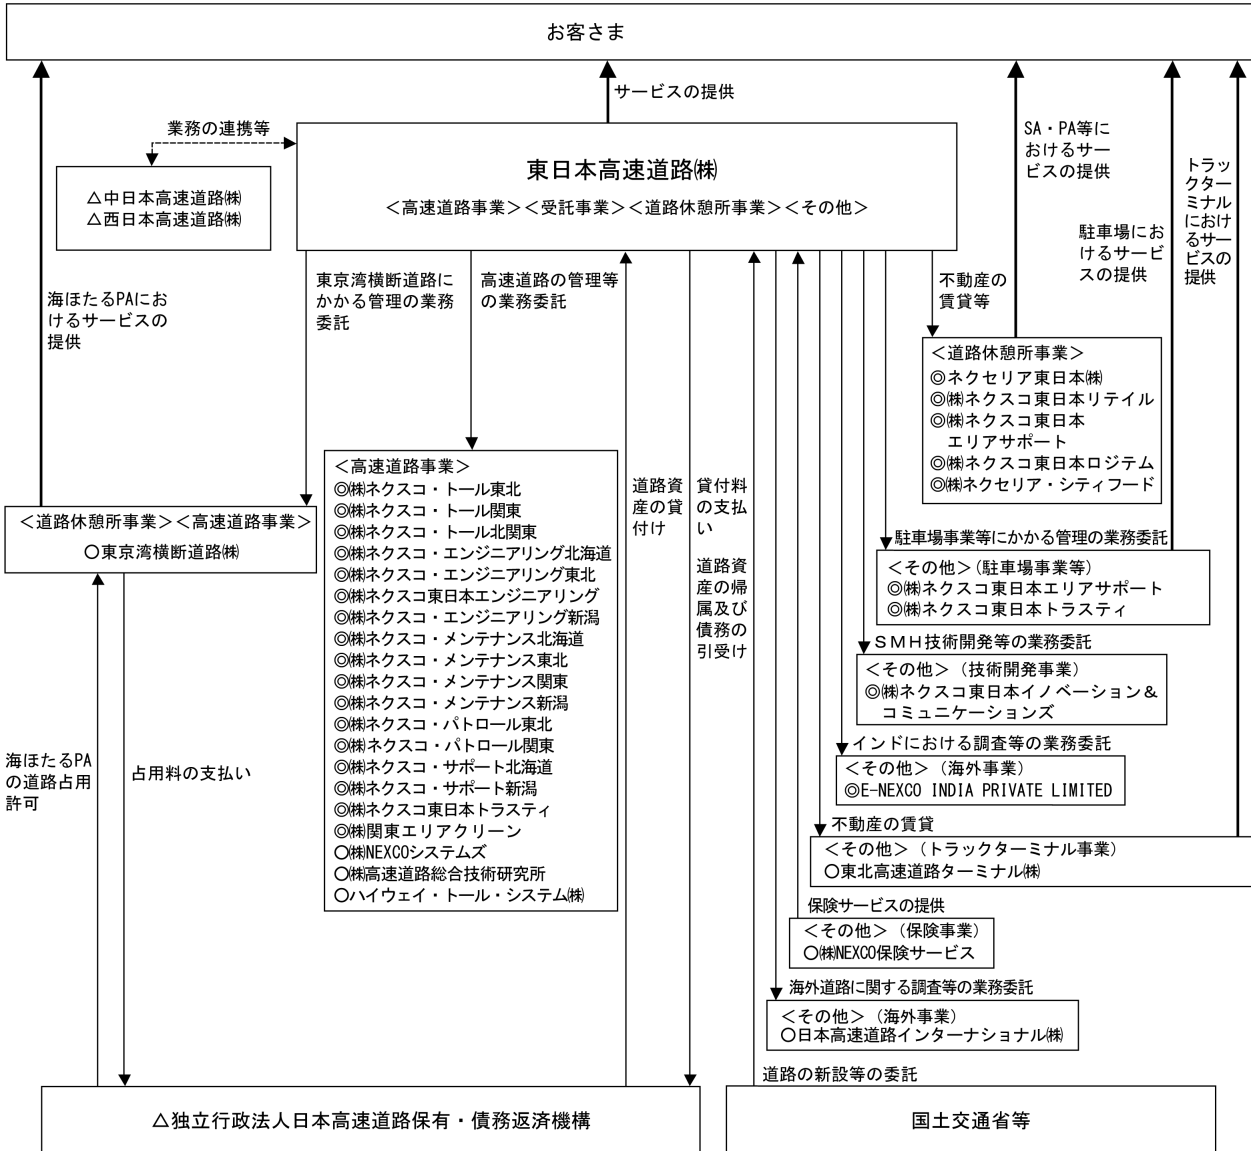 お客さま
サービスの提供
業務の連携等
△中日本高速道路㈱
△西日本高速道路㈱
東日本高速道路㈱
＜高速道路事業＞＜受託事業＞＜道路休憩所事業＞＜その他＞
SA・PA等に
おけるサー
ビスの提供
トラッ
クター
ミナル
におけ
るサー
ビスの
提供
駐車場にお
けるサービ
スの提供
海ほたるPAにお
けるサービスの
提供
東京湾横断道路に
かかる管理の業務
委託
高速道路の管理等
の業務委託
不動産の
賃貸等
＜道路休憩所事業＞
◎ネクセリア東日本㈱
◎㈱ネクスコ東日本リテイル
◎㈱ネクスコ東日本
エリアサポート
◎㈱ネクスコ東日本ロジテム
◎㈱ネクセリア・シティフード
＜道路休憩所事業＞＜高速道路事業＞
○東京湾横断道路㈱
＜高速道路事業＞
◎㈱ネクスコ・トール東北
◎㈱ネクスコ・トール関東
◎㈱ネクスコ・トール北関東
◎㈱ネクスコ・エンジニアリング北海道
◎㈱ネクスコ・エンジニアリング東北
◎㈱ネクスコ東日本エンジニアリング
◎㈱ネクスコ・エンジニアリング新潟
◎㈱ネクスコ・メンテナンス北海道
◎㈱ネクスコ・メンテナンス東北
◎㈱ネクスコ・メンテナンス関東
◎㈱ネクスコ・メンテナンス新潟
◎㈱ネクスコ・パトロール東北
◎㈱ネクスコ・パトロール関東
◎㈱ネクスコ・サポート北海道
◎㈱ネクスコ・サポート新潟
◎㈱ネクスコ東日本トラスティ
◎㈱関東エリアクリーン
○㈱NEXCOシステムズ
○㈱高速道路総合技術研究所
○ハイウェイ・トール・システム㈱
道路資
産の貸
付け
貸付料
の支払
い
道路資
産の帰
属及び
債務の
引受け
駐車場事業等にかかる管理の業務委託
＜その他＞（駐車場事業等）
◎㈱ネクスコ東日本エリアサポート
◎㈱ネクスコ東日本トラスティ
ＳＭＨ技術開発等の業務委託
＜その他＞（技術開発事業）
◎㈱ネクスコ東日本イノベーション＆
コミュニケーションズ
インドにおける調査等の業務委託
＜その他＞（海外事業）
◎E-NEXCO INDIA PRIVATE LIMITED
不動産の賃貸
＜その他＞（トラックターミナル事業）
○東北高速道路ターミナル㈱
保険サービスの提供
＜その他＞（保険事業）
○㈱NEXCO保険サービス
海外道路に関する調査等の業務委託
＜その他＞（海外事業）
○日本高速道路インターナショナル㈱
海ほたるPA
の道路占用
許可
占用料の支払い
道路の新設等の委託
△独立行政法人日本高速道路保有・債務返済機構
国土交通省等